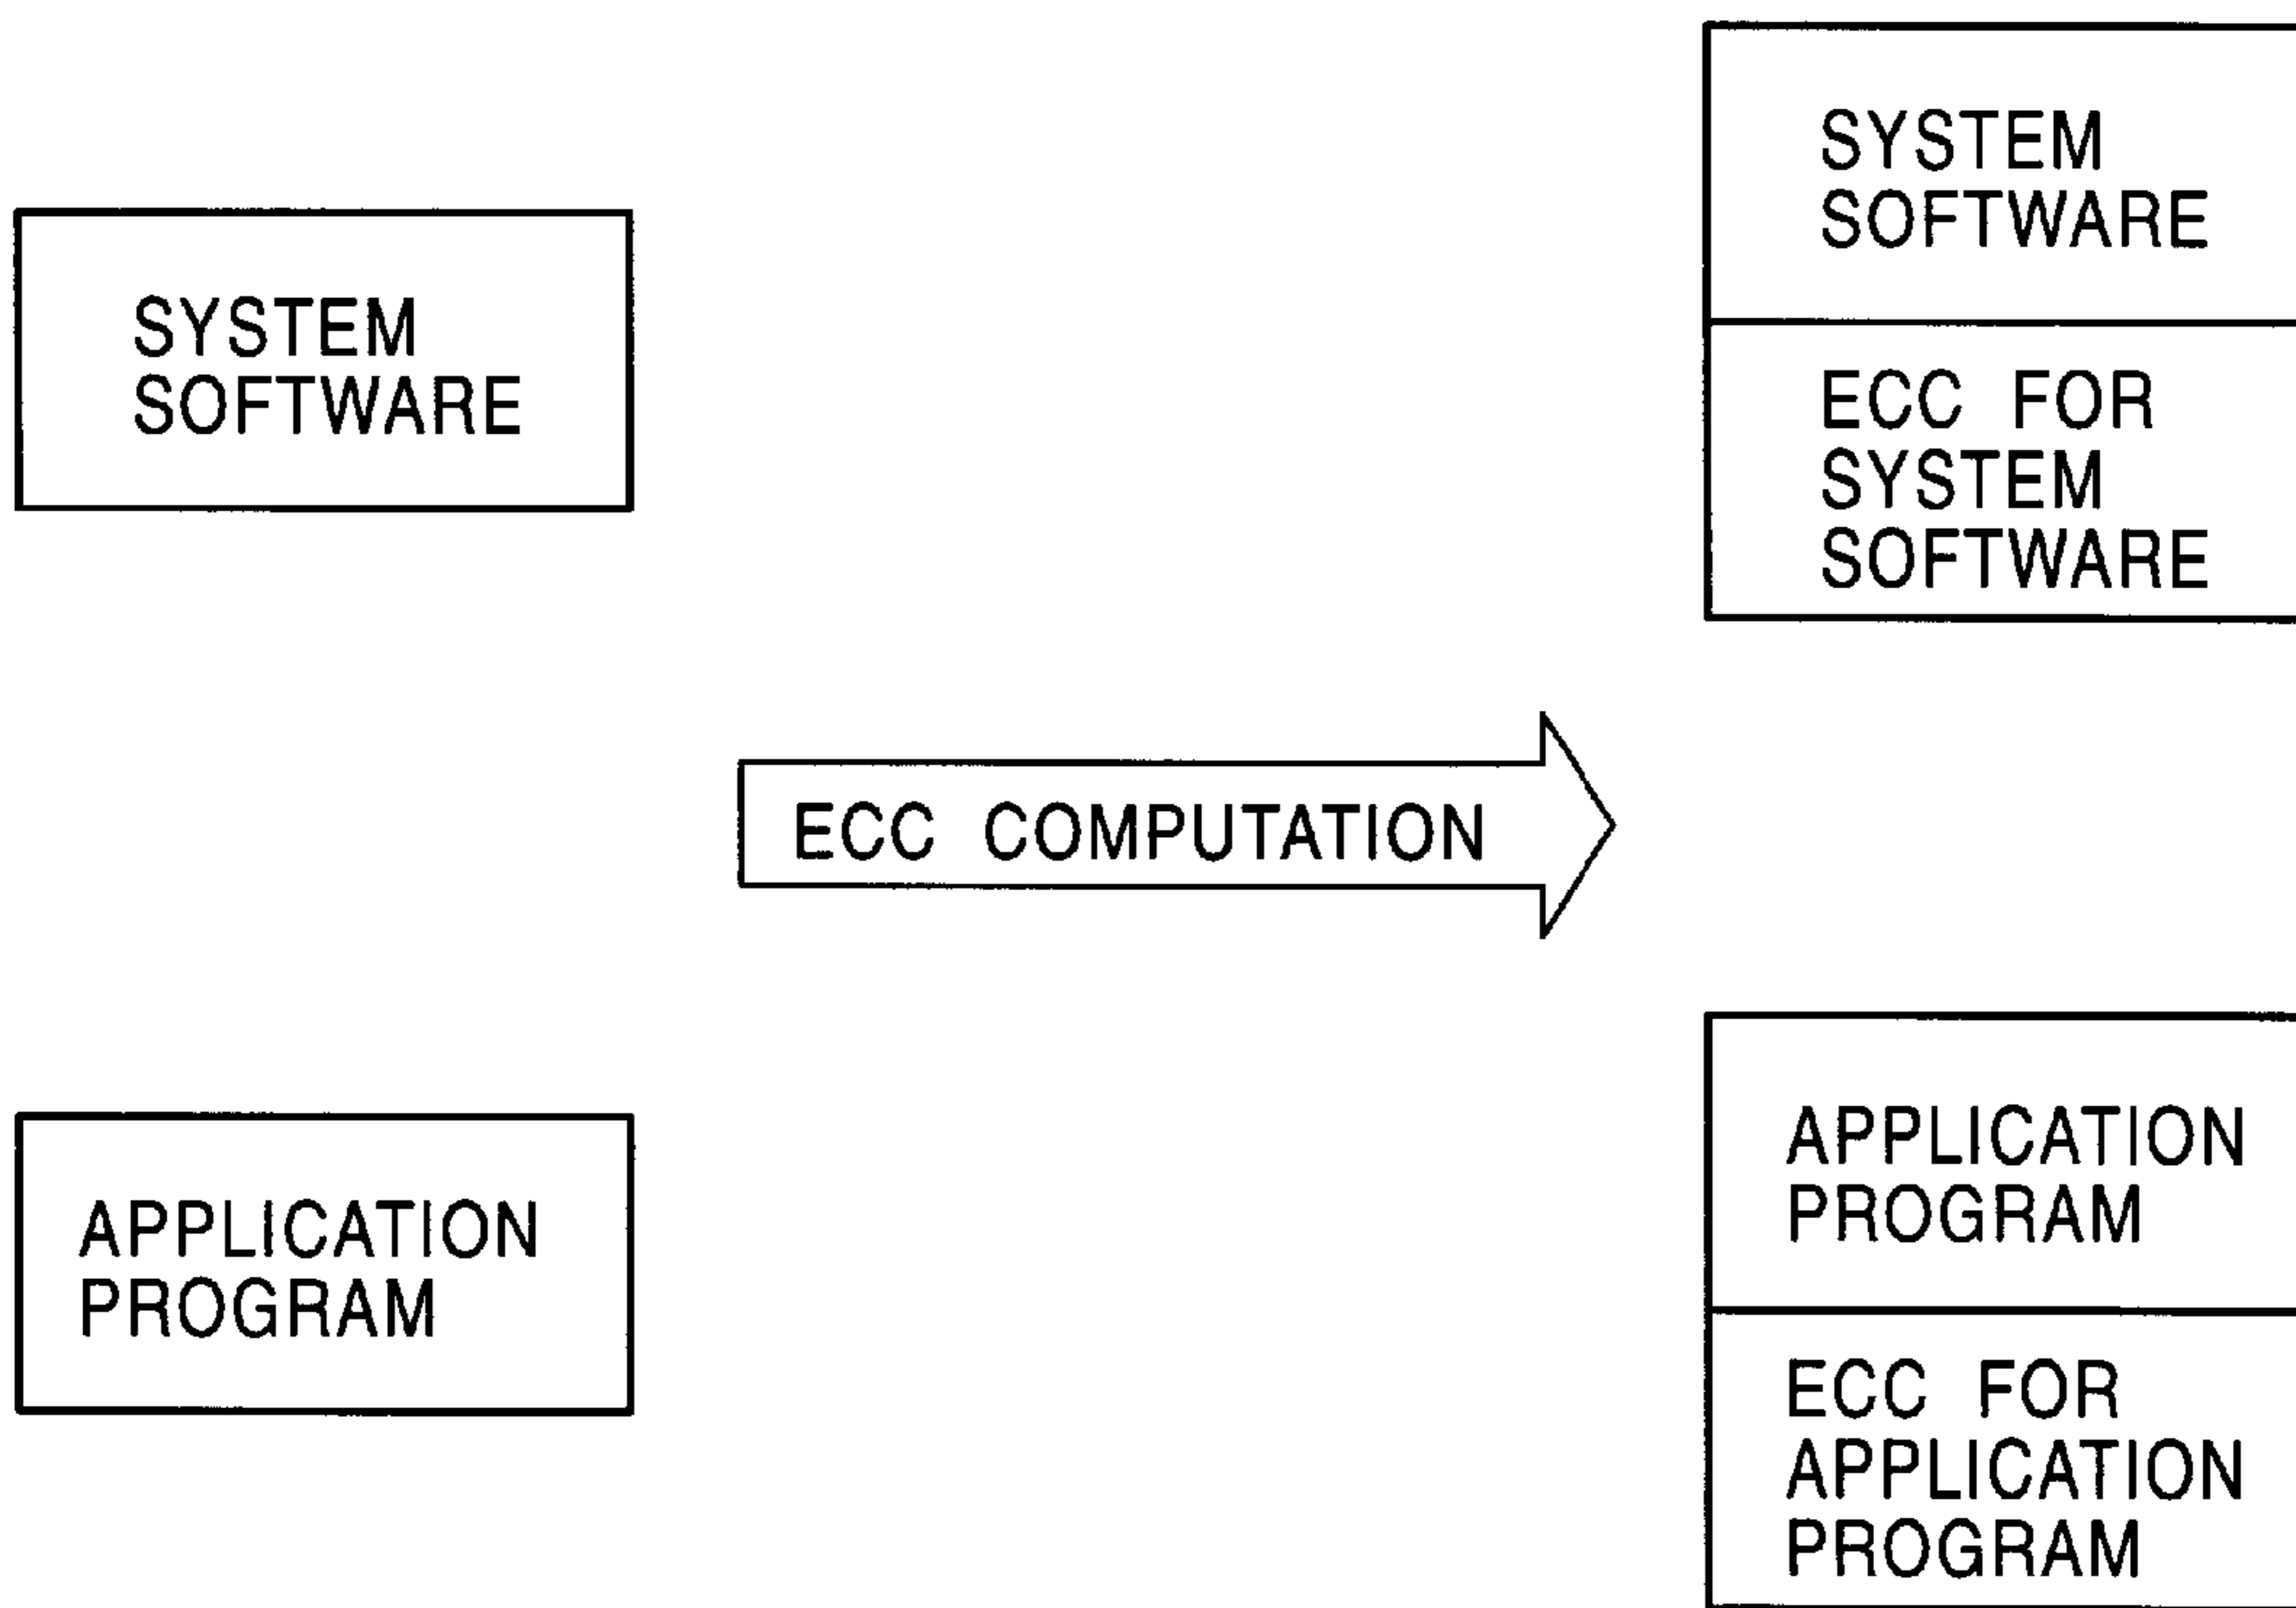 SYSTEM
SOFTWARE
APPLICATION
PROGRAM
ECC COMPUTATION
SYSTEM
SOFTWARE
ECC FOR
SYSTEM
SOFTWARE
APPLICATION
PROGRAM
ECC FOR
APPLICATION
PROGRAM